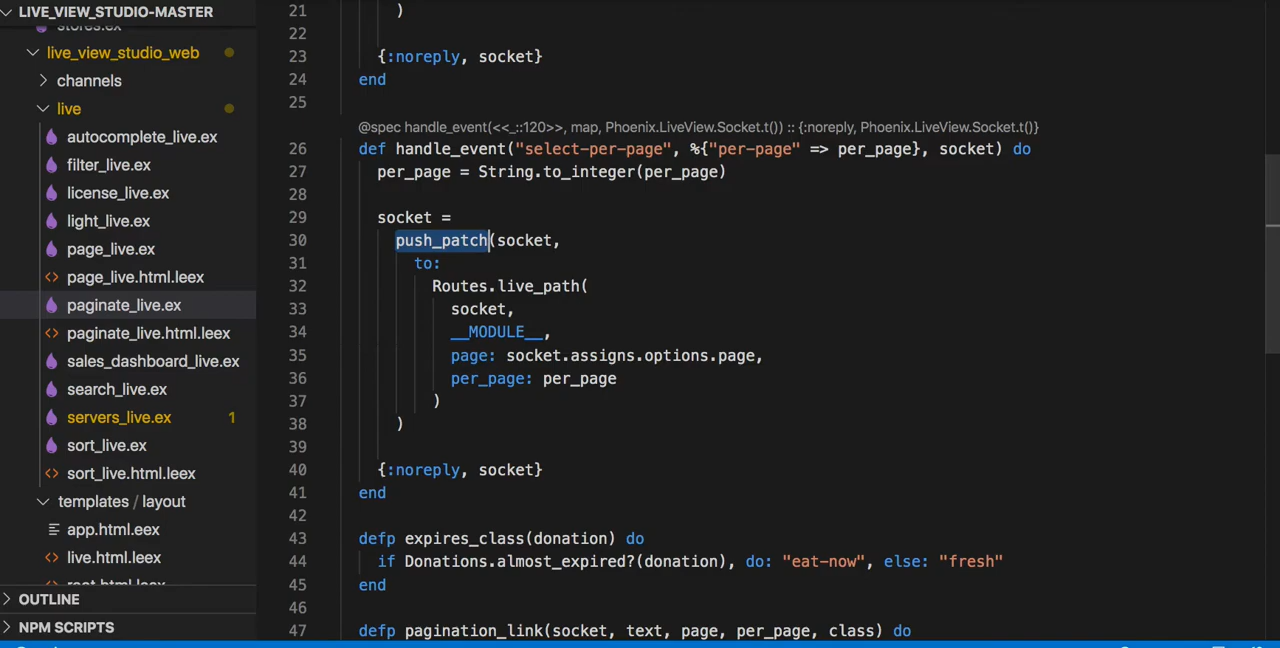 LIVE_VIEW_STUDIO-MASTER
stores.ex
live_view_studio_web
channels
live
autocomplete_live.ex
filter_live.ex
license_live.ex
light_live.ex
page_live.ex
page_live.html.leex
paginate_live.ex
paginate_live.html.leex
sales_dashboard_live.ex
search_live.ex
servers_live.ex 1
sort_live.ex
sort_live.html.leex
templates / layout
app.html.eex
live.html.leex
root.html.leex
OUTLINE
NPM SCRIPTS
21 )
22
23 {:noreply, socket}
24 end
25
@spec handle_event(<<_::120>>, map, Phoenix.LiveView.Socket.t()) :: {:noreply, Phoenix.LiveView.Socket.t()}
26 def handle_event("select-per-page", %{"per-page" => per_page}, socket) do
27 per_page = String.to_integer(per_page)
28
29 socket =
30 push_patch(socket,
31 to:
32 Routes.live_path(
33 socket,
34 __MODULE__,
35 page: socket.assigns.options.page,
36 per_page: per_page
37 )
38 )
39
40 {:noreply, socket}
41 end
42
43 defp expires_class(donation) do
44 if Donations.almost_expired?(donation), do: "eat-now", else: "fresh"
45 end
46
47 defp pagination_link(socket, text, page, per_page, class) do